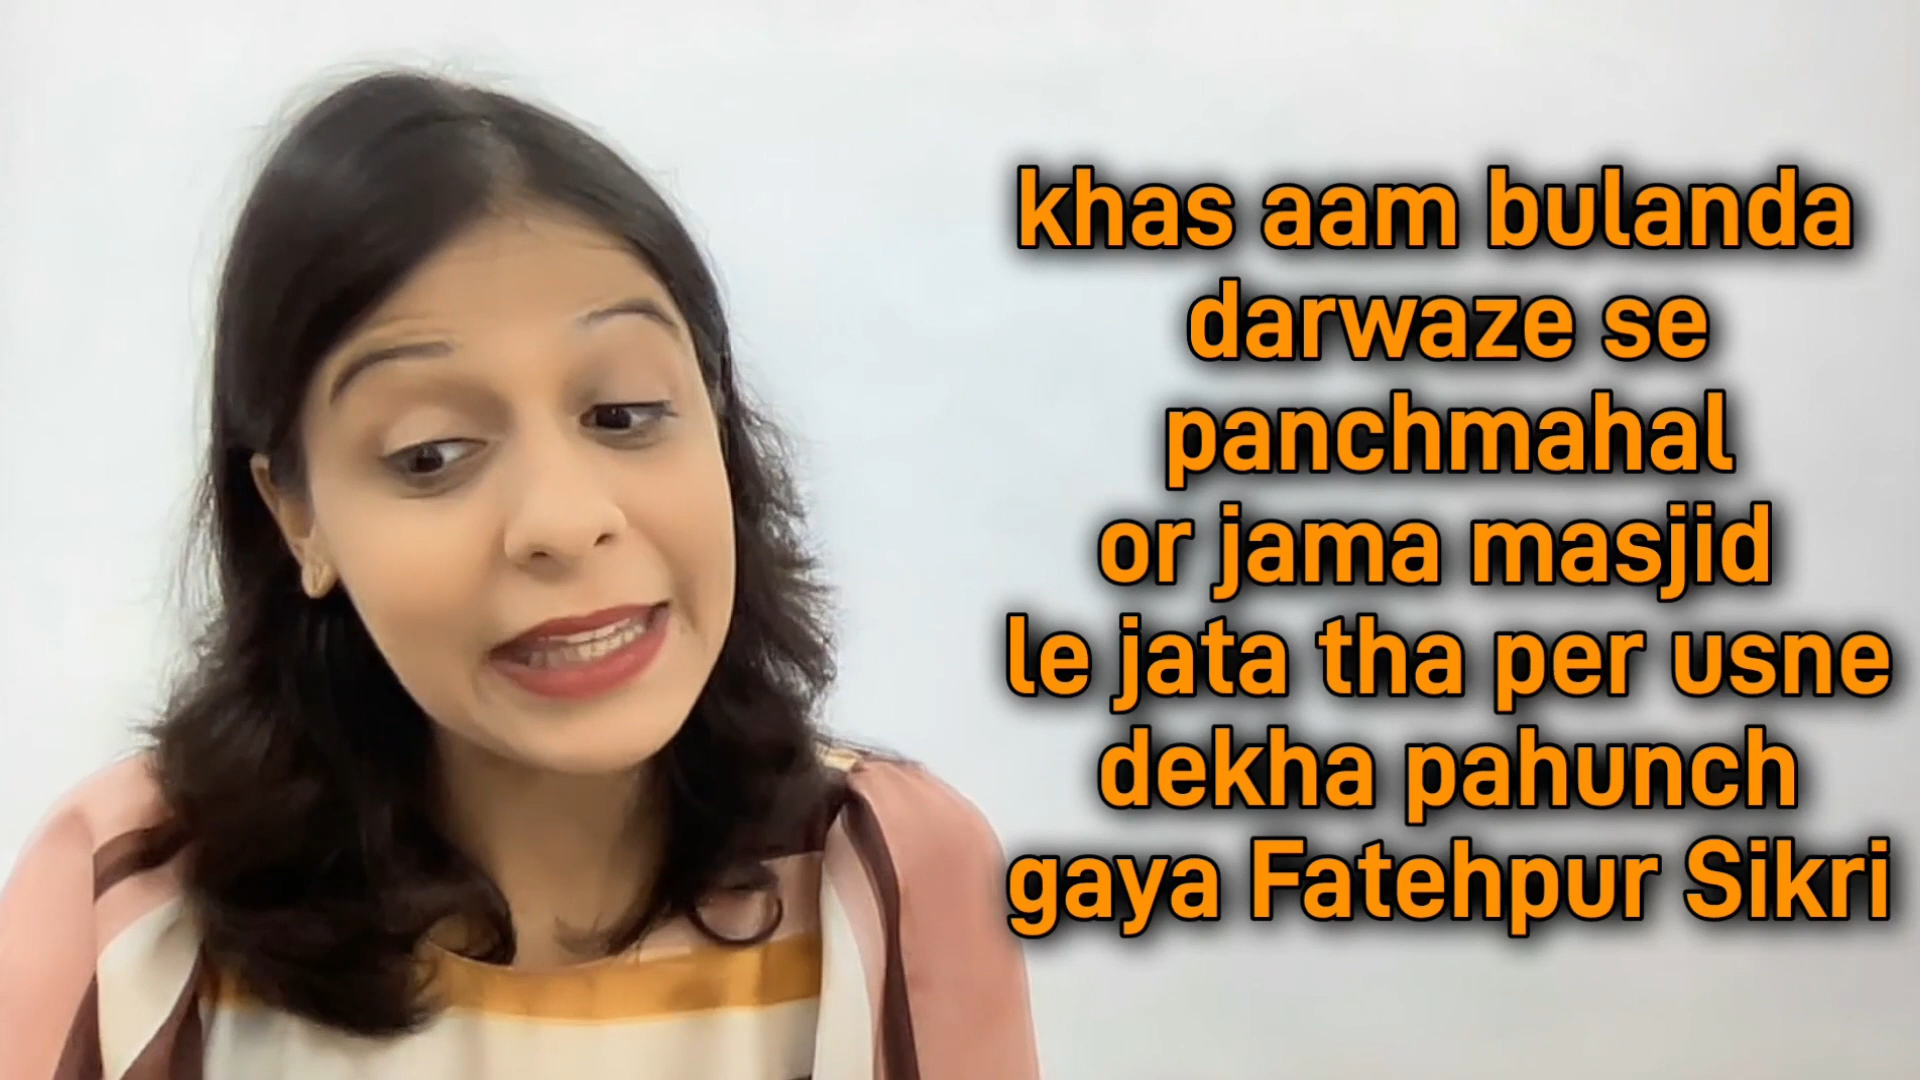 khas aam bulanda
darwaze se
panchmahal
or jama masjid
le jata tha per usne
dekha pahunch
gaya Fatehpur Sikri